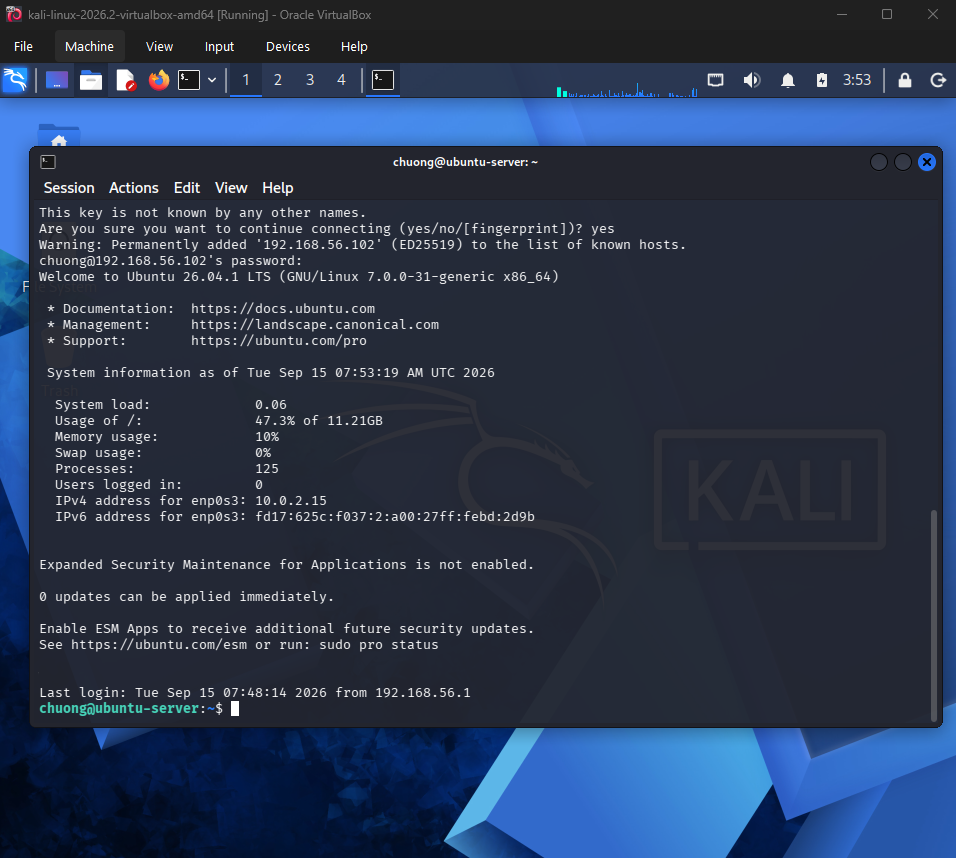 kali-linux-2026.2-virtualbox-amd64 [Running] - Oracle VirtualBox
File Machine View Input Devices Help
1 2 3 4 3:53
chuong@ubuntu-server: ~
Session Actions Edit View Help
This key is not known by any other names.
Are you sure you want to continue connecting (yes/no/[fingerprint])? yes
Warning: Permanently added '192.168.56.102' (ED25519) to the list of known hosts.
chuong@192.168.56.102's password:
Welcome to Ubuntu 26.04.1 LTS (GNU/Linux 7.0.0-31-generic x86_64)
* Documentation: https://docs.ubuntu.com
* Management: https://landscape.canonical.com
* Support: https://ubuntu.com/pro
System information as of Tue Sep 15 07:53:19 AM UTC 2026
System load: 0.06
Usage of /: 47.3% of 11.21GB
Memory usage: 10%
Swap usage: 0%
Processes: 125
Users logged in: 0
IPv4 address for enp0s3: 10.0.2.15
IPv6 address for enp0s3: fd17:625c:f037:2:a00:27ff:febd:2d9b
KALI
Expanded Security Maintenance for Applications is not enabled.
0 updates can be applied immediately.
Enable ESM Apps to receive additional future security updates.
See https://ubuntu.com/esm or run: sudo pro status
Last login: Tue Sep 15 07:48:14 2026 from 192.168.56.1
chuong@ubuntu-server:~$